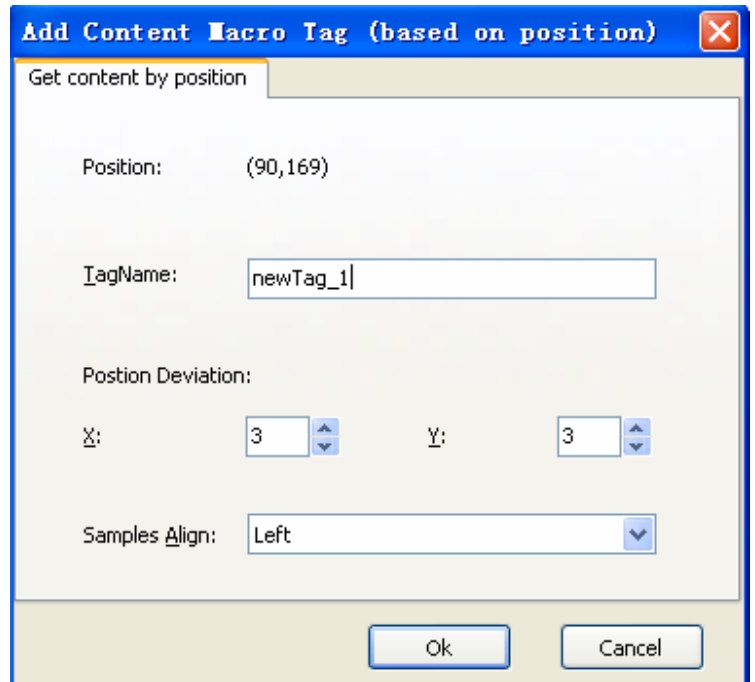 Add Content Macro Tag (based on position)
Get content by position
Position: (90,169)
TagName: newTag_1
Postion Deviation:
X: 3 Y: 3
Samples Align: Left
Ok Cancel